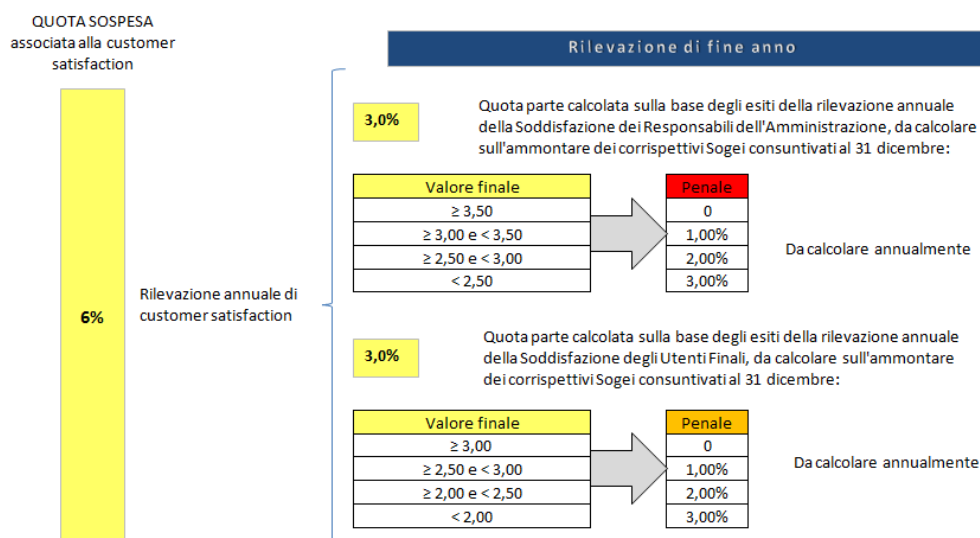 QUOTA SOSPESA
associata alla customer
satisfaction
Rilevazione di fine anno
6%
Rilevazione annuale di
customer satisfaction
3,0%
Quota parte calcolata sulla base degli esiti della rilevazione annuale
della Soddisfazione dei Responsabili dell'Amministrazione, da calcolare
sull'ammontare dei corrispettivi Sogei consuntivati al 31 dicembre:
Valore finale Penale
≥ 3,50 0
≥ 3,00 e < 3,50 1,00%
≥ 2,50 e < 3,00 2,00%
< 2,50 3,00%
Da calcolare annualmente
3,0%
Quota parte calcolata sulla base degli esiti della rilevazione annuale
della Soddisfazione degli Utenti Finali, da calcolare sull'ammontare
dei corrispettivi Sogei consuntivati al 31 dicembre:
Valore finale Penale
≥ 3,00 0
≥ 2,50 e < 3,00 1,00%
≥ 2,00 e < 2,50 2,00%
< 2,00 3,00%
Da calcolare annualmente